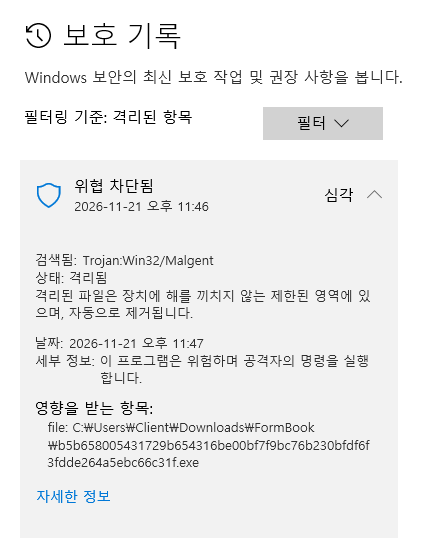 보호 기록
Windows 보안의 최신 보호 작업 및 권장 사항을 봅니다.
필터링 기준: 격리된 항목
필터
위협 차단됨
2026-11-21 오후 11:46
심각
검색됨: Trojan:Win32/Malgent
상태: 격리됨
격리된 파일은 장치에 해를 끼치지 않는 제한된 영역에 있
으며, 자동으로 제거됩니다.
날짜: 2026-11-21 오후 11:47
세부 정보: 이 프로그램은 위험하며 공격자의 명령을 실행
합니다.
영향을 받는 항목:
file: C:₩Users₩Client₩Downloads₩FormBook
₩b5b658005431729b654316be00bf7f9bc76b230bfdf6f
3fdde264a5ebc66c31f.exe
자세한 정보